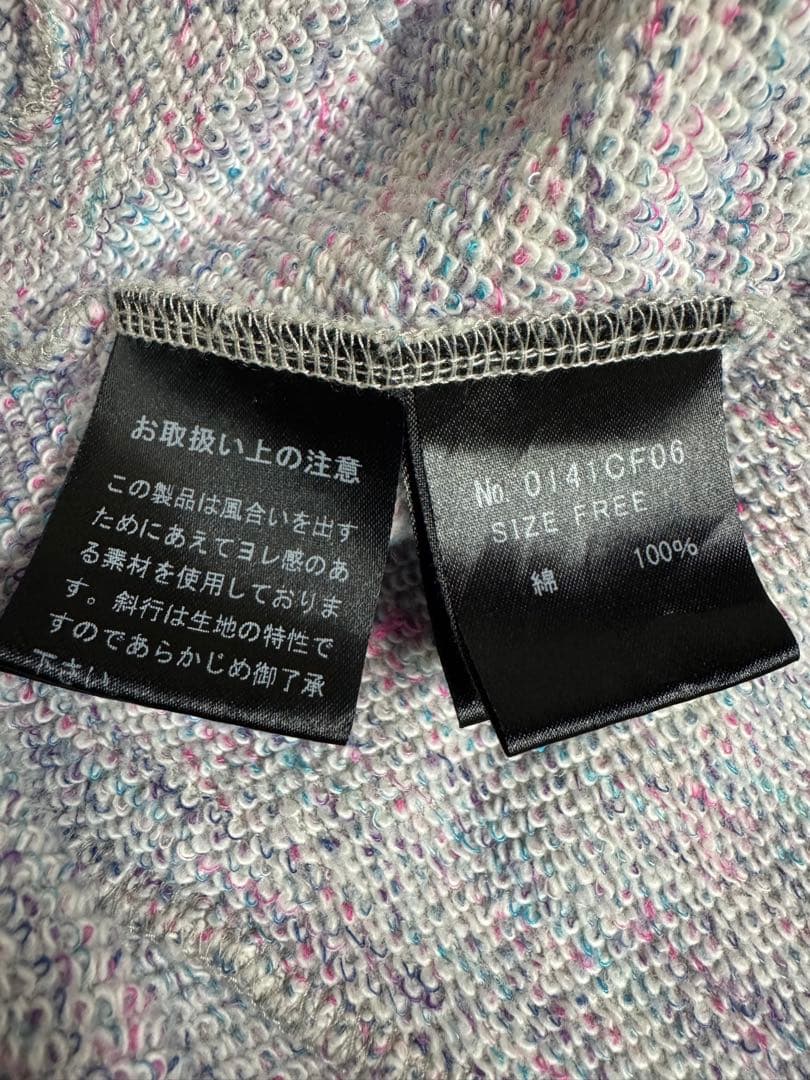 お取扱い上の注意
この製品は風合いを出す
ためにあえてヨレ感のあ
る素材を使用しておりま
す。斜行は生地の特性で
すのであらかじめ御了承
下さい
No. 0141CF06
SIZE FREE
綿 100%